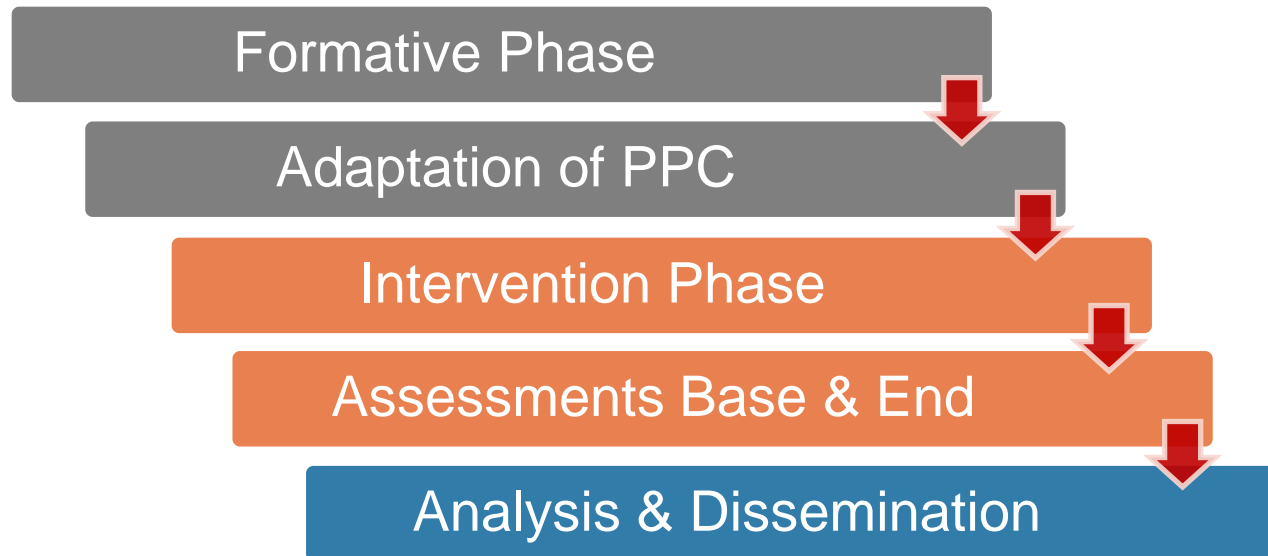 Formative Phase
Adaptation of PPC
Intervention Phase
Assessments Base & End
Analysis & Dissemination